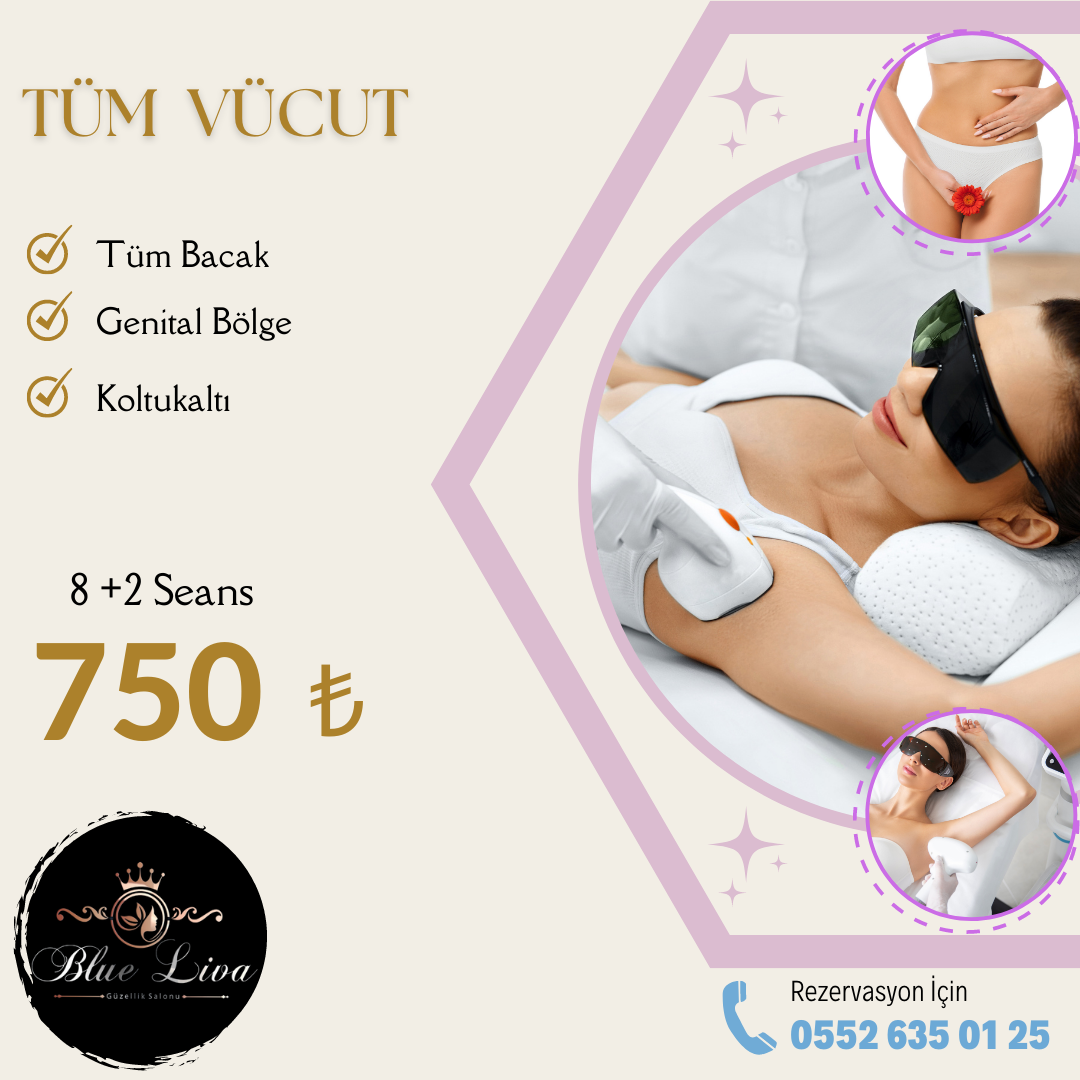 TÜM VÜCUT
Tüm Bacak
Genital Bölge
Koltukaltı
8 +2 Seans
750 ₺
Blue Liva
Güzellik Salonu
Rezervasyon İçin
0552 635 01 25